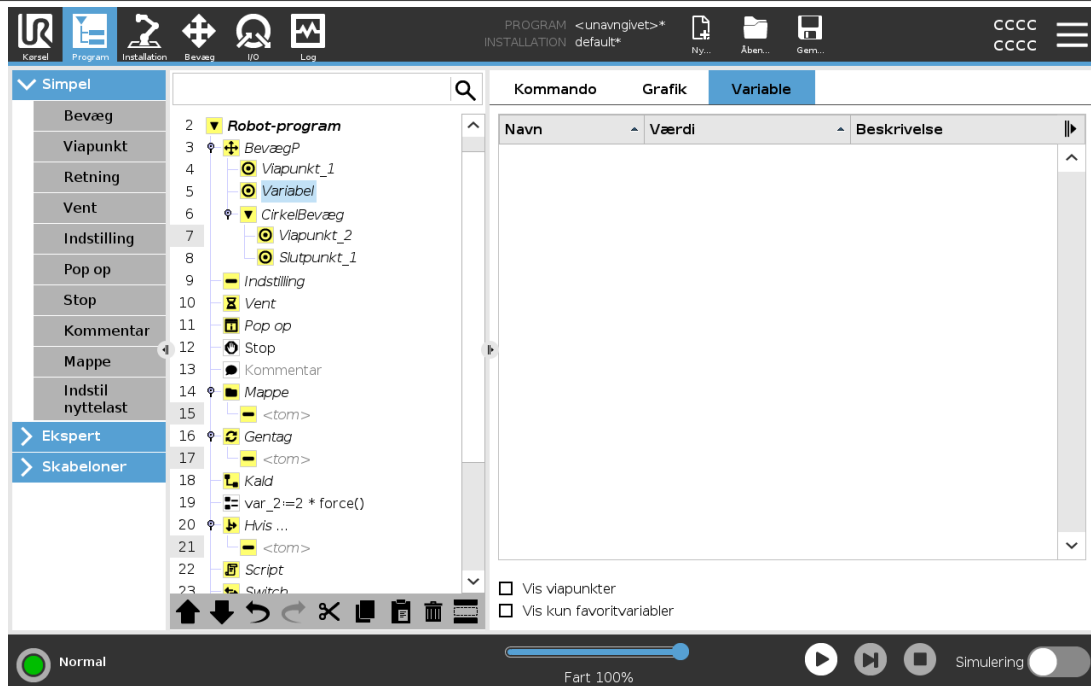 PROGRAM <unavngivet>*
INSTALLATION default*
CCCC
CCCC
Kørsel Program Installation Bevæg I/O Log Ny... Åben... Gem...
Simpel
Bevæg
Viapunkt
Retning
Vent
Indstilling
Pop op
Stop
Kommentar
Mappe
Indstil
nyttelast
Ekspert
Skabeloner
2 Robot-program
3 BevægP
4 Viapunkt_1
5 Variabel
6 CirkelBevæg
7 Viapunkt_2
8 Slutpunkt_1
9 Indstilling
10 Vent
11 Pop op
12 Stop
13 Kommentar
14 Mappe
15 <tom>
16 Gentag
17 <tom>
18 Kald
19 var_2:=2 * force()
20 Hvis ...
21 <tom>
22 Script
23 Switch
Kommando Grafik Variable
Navn Værdi Beskrivelse
Vis viapunkter
Vis kun favoritvariabler
Normal
Fart 100%
Simulering